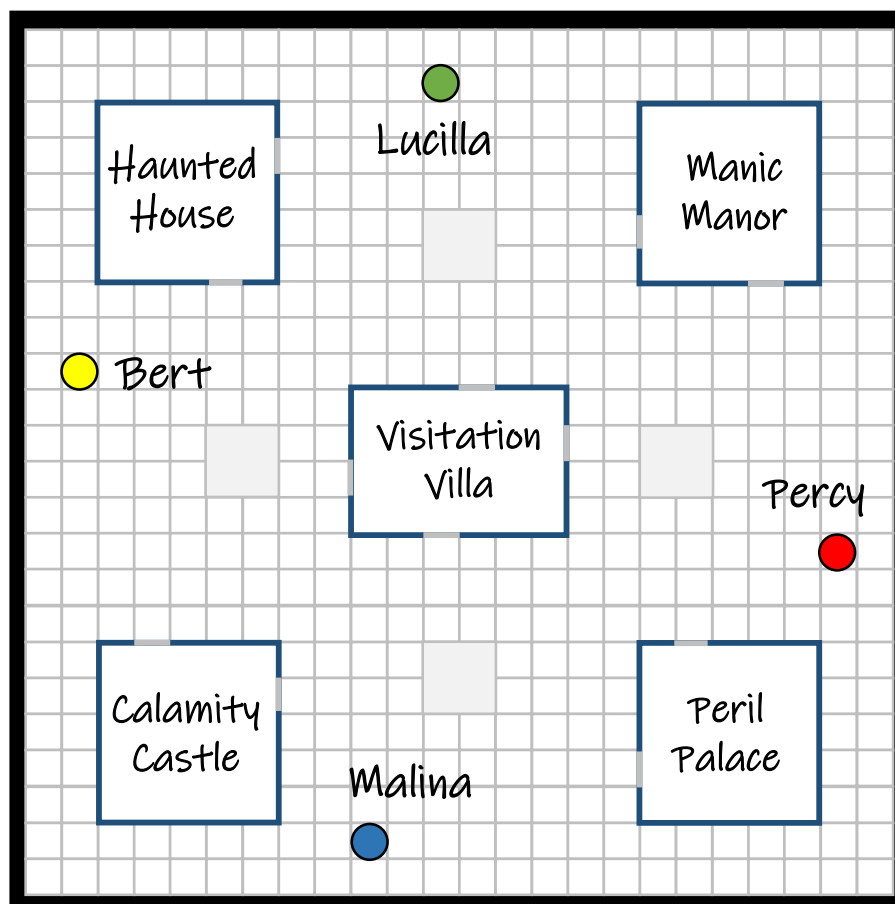 Lucilla
Haunted
House
Manic
Manor
Bert
Visitation
Villa
Percy
Calamity
Castle
Peril
Palace
Malina